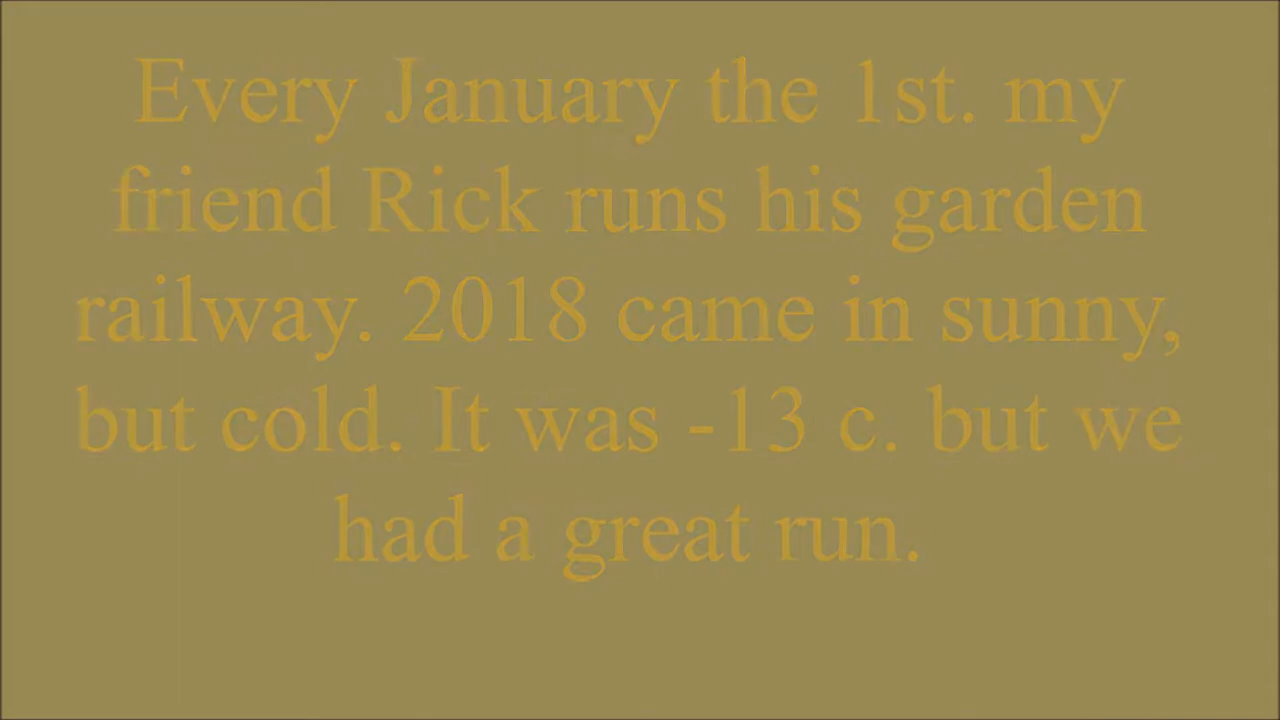 Every January the 1st. my
friend Rick runs his garden
railway. 2018 came in sunny,
but cold. It was -13 c. but we
had a great run.